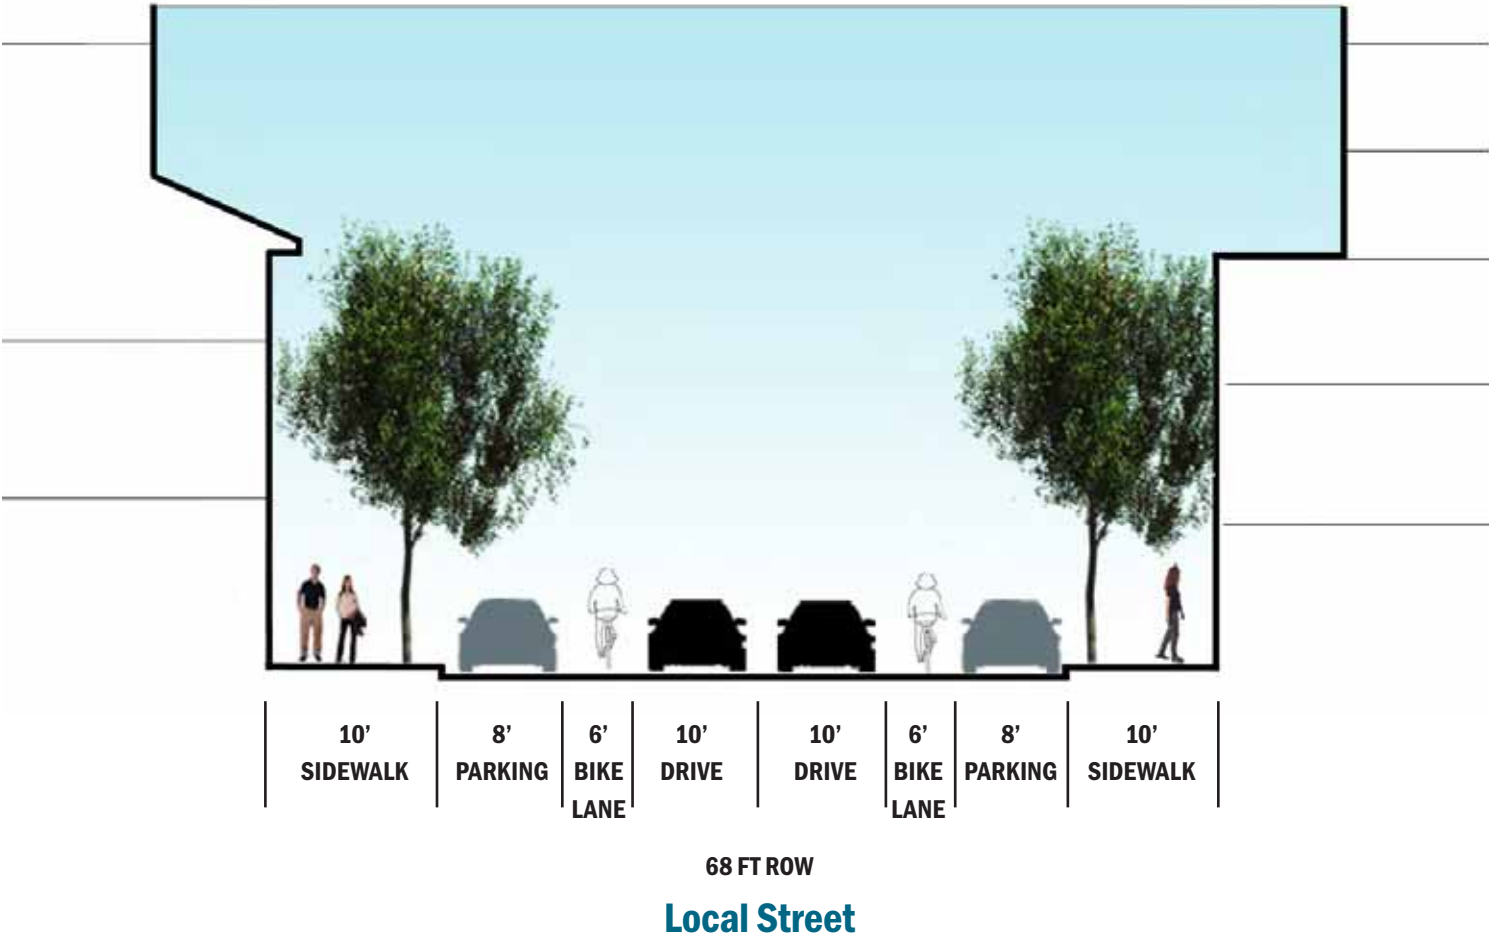 10’ 8’ 6’ 10’ 10’ 6’ 8’ 10’
SIDEWALK PARKING BIKE DRIVE DRIVE BIKE PARKING SIDEWALK
LANE LANE
68 FT ROW
Local Street